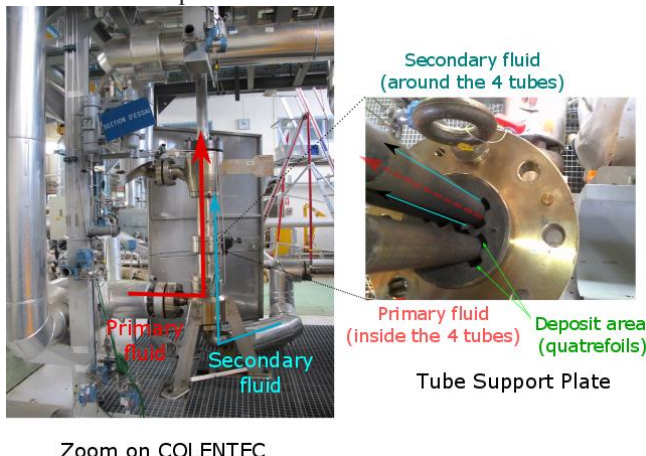 SECTION D'ESSAI
Primary
fluid
Secondary
fluid
Zoom on COLENTEC
Secondary fluid
(around the 4 tubes)
Primary fluid
(inside the 4 tubes)
Deposit area
(quatrefoils)
Tube Support Plate